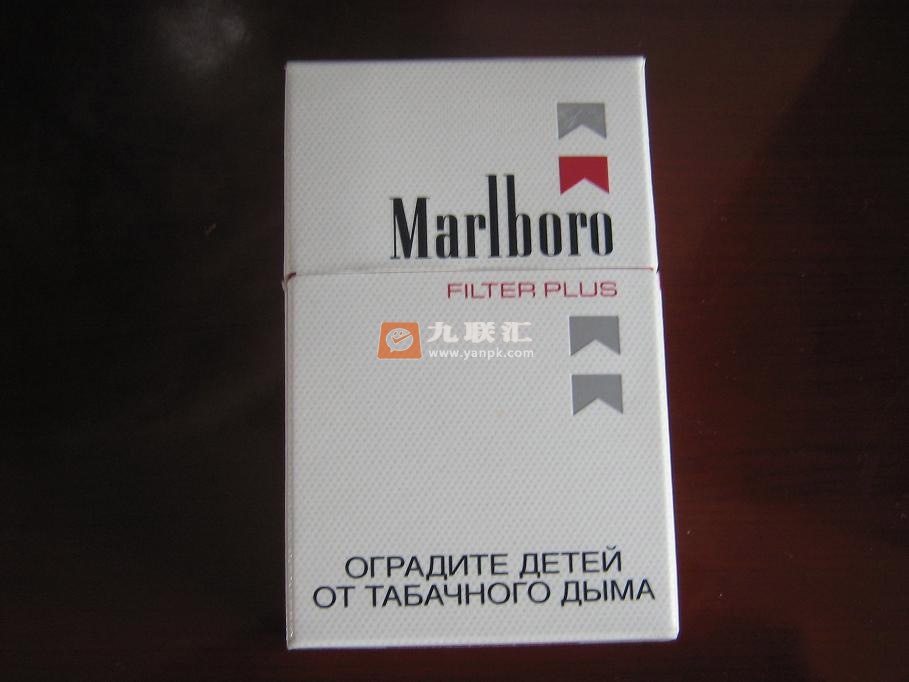 Marlboro
FILTER PLUS
九联汇
www.yanpk.com
ОГРАДИТЕ ДЕТЕЙ
ОТ ТАБАЧНОГО ДЫМА